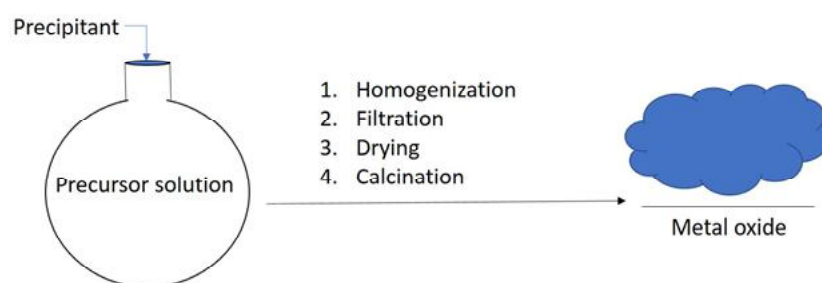 Precipitant
Precursor solution
1. Homogenization
2. Filtration
3. Drying
4. Calcination
Metal oxide